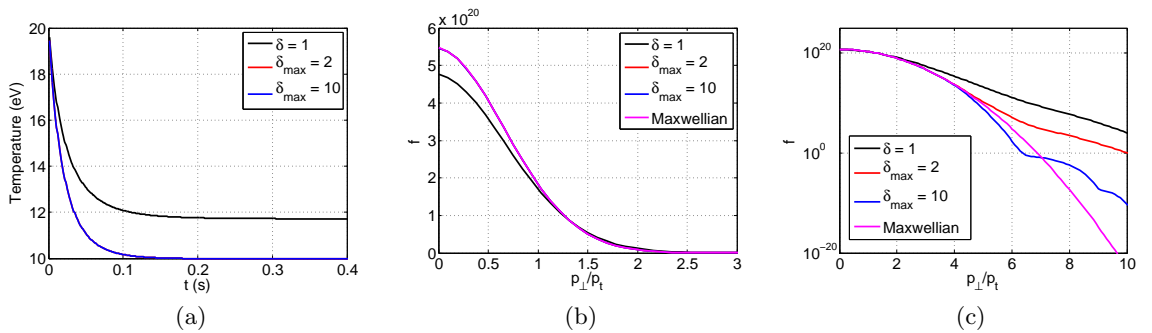 20
18
16
14
12
10
Temperature (eV)
0
0.1
0.2
0.3
0.4
t (s)
δ = 1
δmax = 2
δmax = 10
(a)
x 10^20
6
5
4
3
2
1
0
f
0
0.5
1
1.5
2
2.5
3
p⊥/pt
δ = 1
δmax = 2
δmax = 10
Maxwellian
(b)
10^20
10^0
10^−20
f
0
2
4
6
8
10
p⊥/pt
δ = 1
δmax = 2
δmax = 10
Maxwellian
(c)